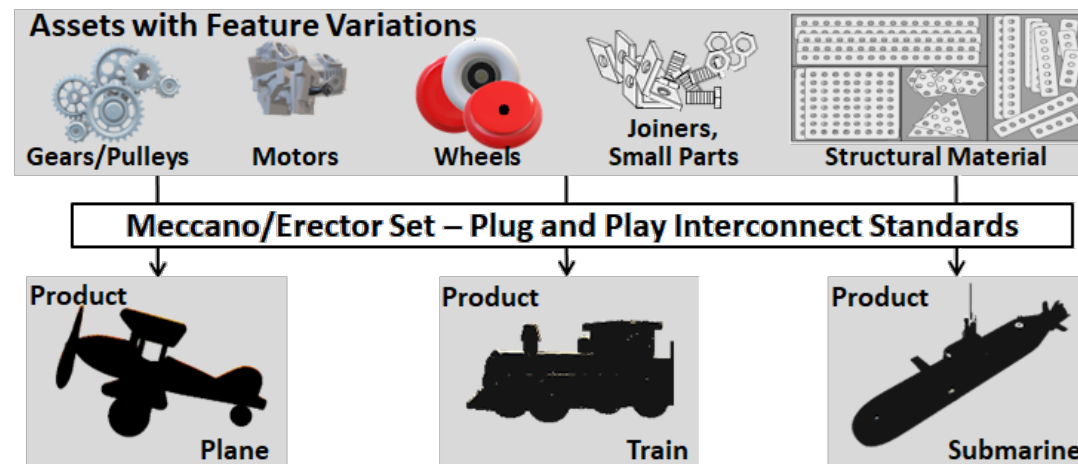 Assets with Feature Variations
Gears/Pulleys
Motors
Wheels
Joiners,
Small Parts
Structural Material
Meccano/Erector Set – Plug and Play Interconnect Standards
Product
Plane
Product
Train
Product
Submarine